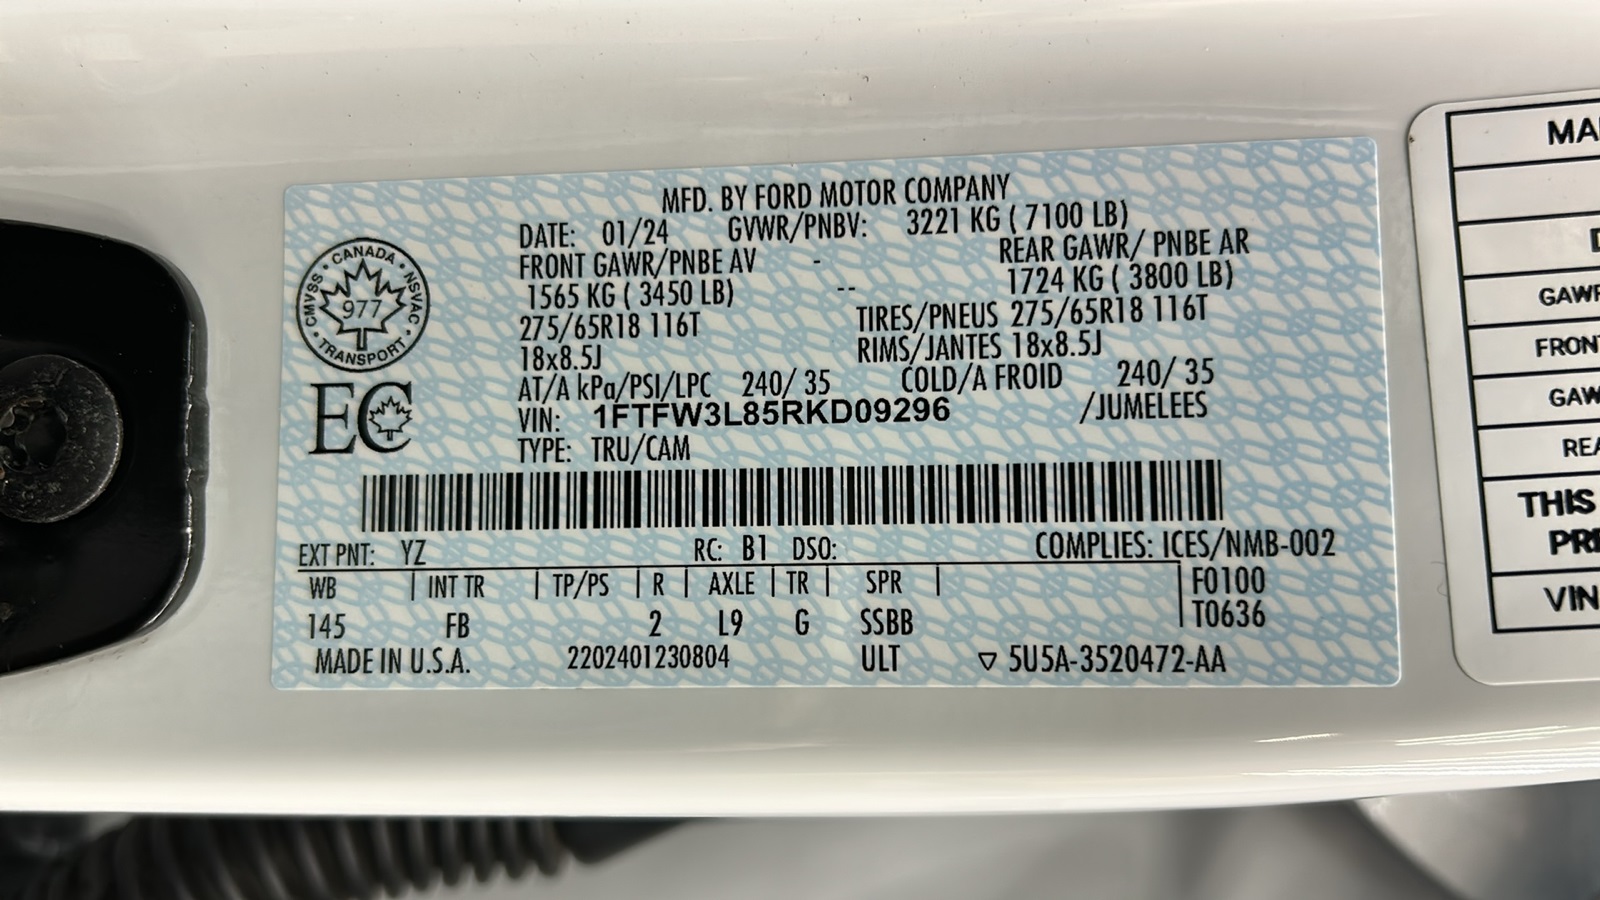 MFD. BY FORD MOTOR COMPANY
DATE: 01/24 GVWR/PNBV: 3221 KG ( 7100 LB)
FRONT GAWR/PNBE AV - REAR GAWR/ PNBE AR
1565 KG ( 3450 LB) -- 1724 KG ( 3800 LB)
275/65R18 116T TIRES/PNEUS 275/65R18 116T
18x8.5J RIMS/JANTES 18x8.5J
AT/A kPa/PSI/LPC 240/ 35 COLD/A FROID 240/ 35
VIN: 1FTFW3L85RKD09296 /JUMELEES
TYPE: TRU/CAM
CANADA
CMVSS NSVAC
977
TRANSPORT
EC
EXT PNT: YZ RC: B1 DSO: COMPLIES: ICES/NMB-002
WB | INT TR | TP/PS | R | AXLE | TR | SPR | F0100
145 FB 2 L9 G SSBB T0636
MADE IN U.S.A. 2202401230804 ULT ▽ 5U5A-3520472-AA
GAW
THIS
VIN